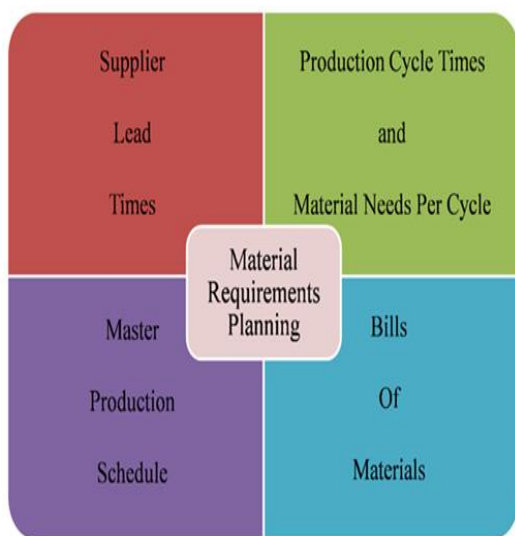 Supplier
Lead
Times
Production Cycle Times
and
Material Needs Per Cycle
Material
Requirements
Planning
Master
Production
Schedule
Bills
Of
Materials